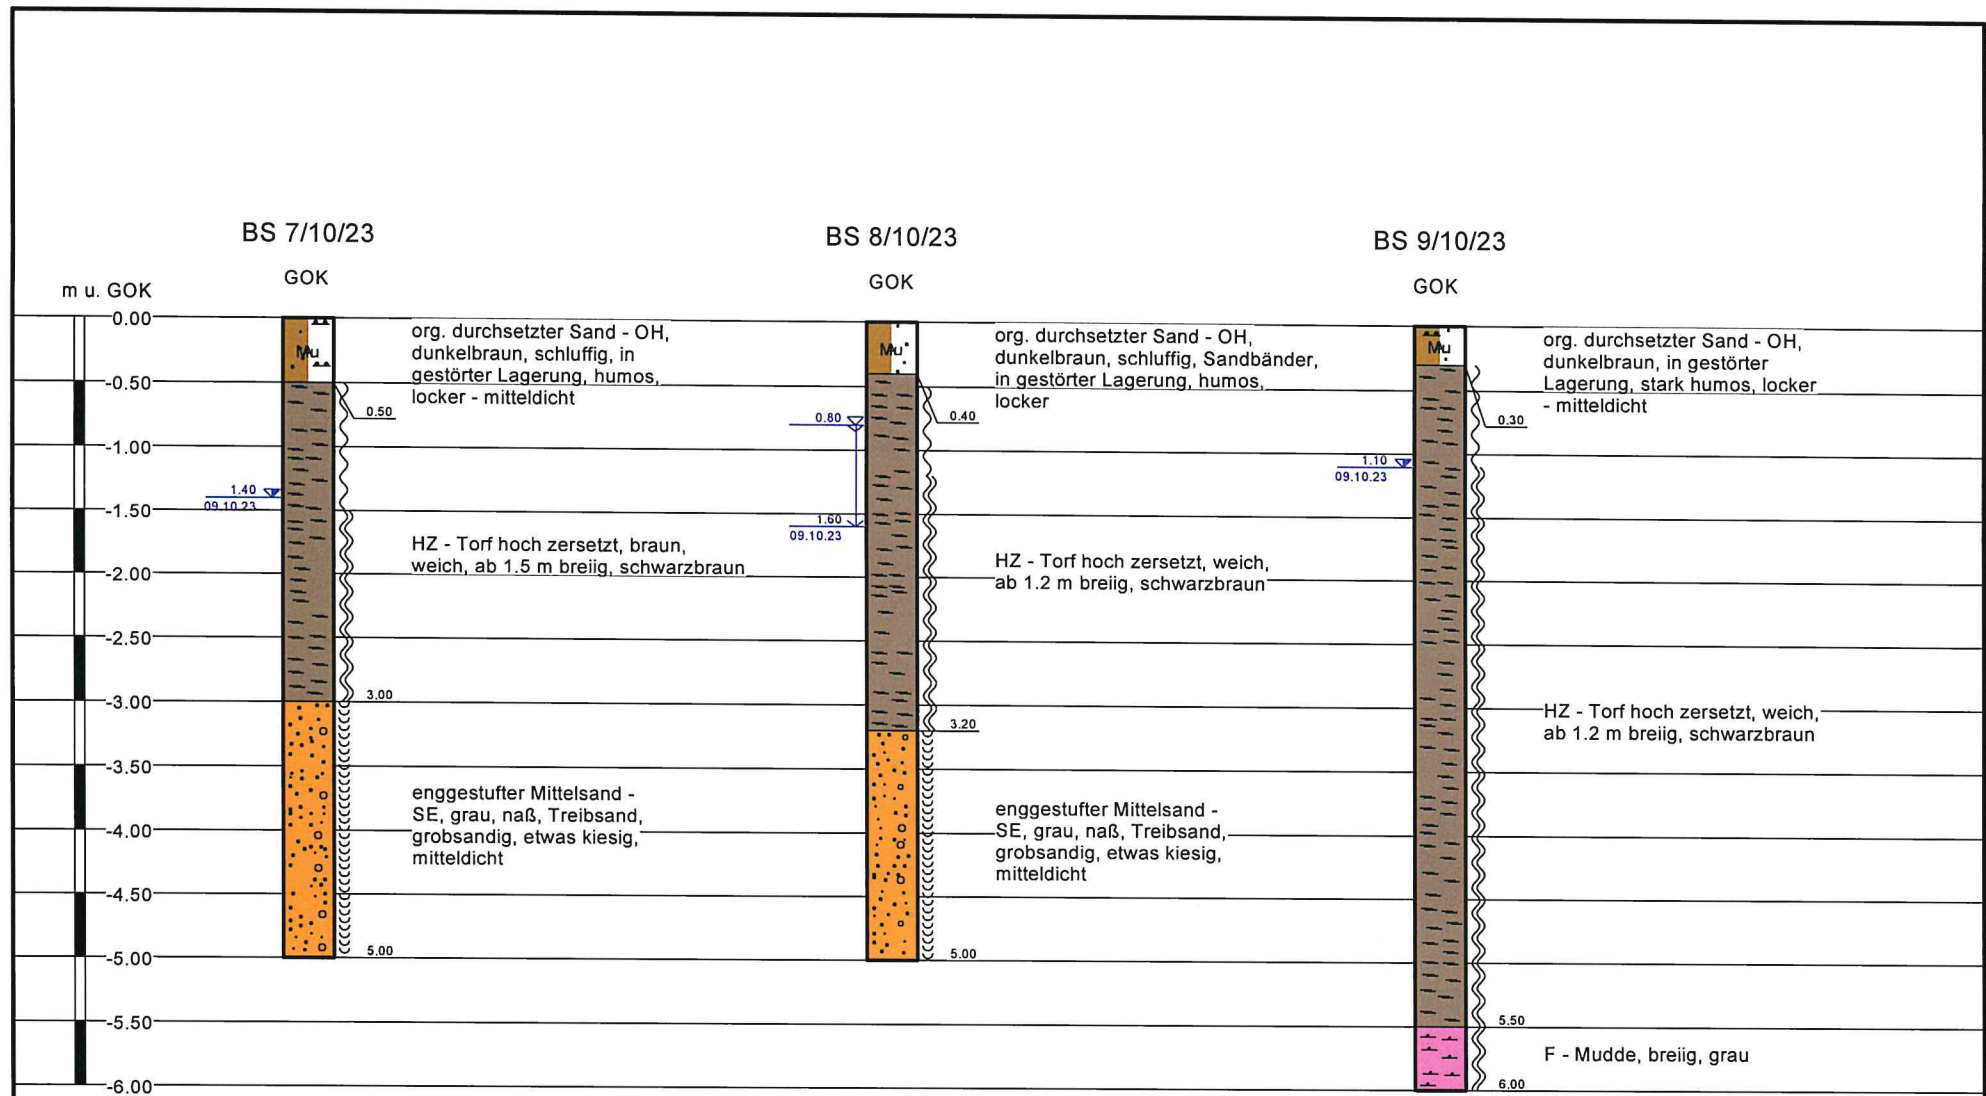 BS 7/10/23
BS 8/10/23
BS 9/10/23
GOK
GOK
GOK
m u. GOK
0.00
-0.50
-1.00
-1.50
-2.00
-2.50
-3.00
-3.50
-4.00
-4.50
-5.00
-5.50
-6.00
Mu
org. durchsetzter Sand - OH,
dunkelbraun, schluffig, in
gestörter Lagerung, humos,
locker - mitteldicht
0.50
1.40
09.10.23
HZ - Torf hoch zersetzt, braun,
weich, ab 1.5 m breiig, schwarzbraun
3.00
enggestufter Mittelsand -
SE, grau, naß, Treibsand,
grobsandig, etwas kiesig,
mitteldicht
5.00
Mu
org. durchsetzter Sand - OH,
dunkelbraun, schluffig, Sandbänder,
in gestörter Lagerung, humos,
locker
0.40
0.80
1.60
09.10.23
HZ - Torf hoch zersetzt, weich,
ab 1.2 m breiig, schwarzbraun
3.20
enggestufter Mittelsand -
SE, grau, naß, Treibsand,
grobsandig, etwas kiesig,
mitteldicht
5.00
Mu
org. durchsetzter Sand - OH,
dunkelbraun, in gestörter
Lagerung, stark humos, locker
- mitteldicht
0.30
1.10
09.10.23
HZ - Torf hoch zersetzt, weich,
ab 1.2 m breiig, schwarzbraun
5.50
F - Mudde, breiig, grau
6.00